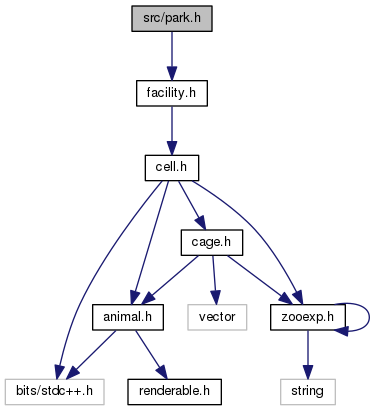 src/park.h
facility.h
cell.h
cage.h
animal.h
vector
zooexp.h
bits/stdc++.h
renderable.h
string